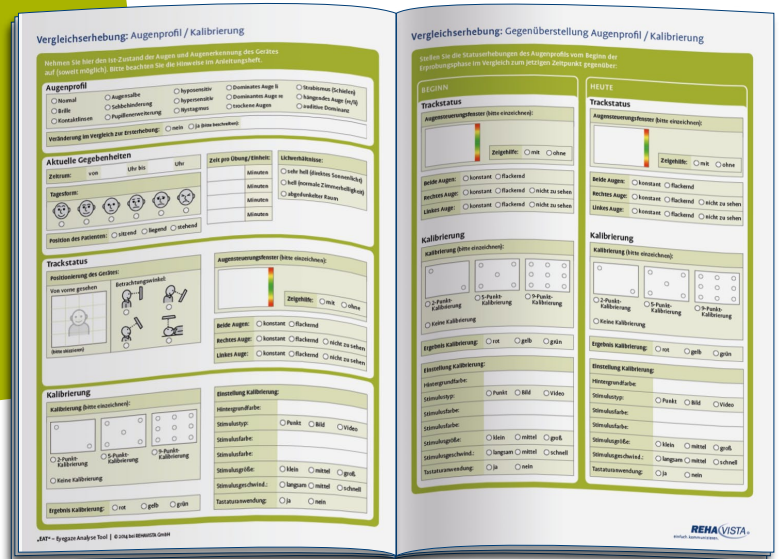 Vergleichserhebung: Augenprofil / Kalibrierung
Nehmen Sie hier den Ist-Zustand der Augen und Augenerkennung des Gerätes
auf (soweit möglich). Bitte beachten Sie die Hinweise im Anleitungsheft.
Augenprofil
Normal
Augensalbe
hyposensitiv
Dominates Auge li
Strabismus (Schielen)
Brille
Sehbehinderung
hypersensitiv
Dominantes Auge re
hängendes Auge (re/li)
Kontaktlinsen
Pupillenerweiterung
Nystagmus
trockene Augen
Veränderung im Vergleich zur Ersterhebung:
nein
ja (bitte beschreiben):
Aktuelle Gegebenheiten
Zeitraum: von Uhr bis Uhr
Tagesform:
Position des Patienten:
sitzend
liegend
stehend
Zeit pro Übung/Einheit:
Minuten
Minuten
Minuten
Minuten
Lichtverhältnisse:
sehr hell (direktes Sonnenlicht)
hell (normale Zimmerhelligkeit)
abgedunkelter Raum
Trackstatus
Positionierung des Gerätes:
Von vorne gesehen
Betrachtungswinkel:
(bitte einzeichnen)
Augensteuerungsfenster (bitte einzeichnen):
Zeigehilfe:
mit
ohne
Beide Augen:
konstant
flackernd
Rechtes Auge:
konstant
flackernd
nicht zu sehen
Linkes Auge:
konstant
flackernd
nicht zu sehen
Kalibrierung
Kalibrierung (bitte einzeichnen):
2-Punkt-
Kalibrierung
5-Punkt-
Kalibrierung
9-Punkt-
Kalibrierung
Keine Kalibrierung
Ergebnis Kalibrierung:
rot
gelb
grün
Einstellung Kalibrierung:
Hintergrundfarbe:
Stimulustyp:
Punkt
Bild
Video
Stimulusfarbe:
Stimulusfarbe:
Stimulusgröße:
klein
mittel
groß
Stimulusgeschwind.:
langsam
mittel
schnell
Tastaturanwendung:
ja
nein
„EAT“ – Eyegaze Analyse Tool | © 2014 bei REHAVISTA GmbH
Vergleichserhebung: Gegenüberstellung Augenprofil / Kalibrierung
Stellen Sie die Statuserhebungen des Augenprofils vom Beginn der
Erprobungsphase im Vergleich zum jetzigen Zeitpunkt gegenüber:
BEGINN
Trackstatus
Augensteuerungsfenster (bitte einzeichnen):
Zeigehilfe:
mit
ohne
Beide Augen:
konstant
flackernd
Rechtes Auge:
konstant
flackernd
nicht zu sehen
Linkes Auge:
konstant
flackernd
nicht zu sehen
Kalibrierung
Kalibrierung (bitte einzeichnen):
2-Punkt-
Kalibrierung
5-Punkt-
Kalibrierung
9-Punkt-
Kalibrierung
Keine Kalibrierung
Ergebnis Kalibrierung:
rot
gelb
grün
Einstellung Kalibrierung:
Hintergrundfarbe:
Stimulustyp:
Punkt
Bild
Video
Stimulusfarbe:
Stimulusfarbe:
Stimulusgröße:
klein
mittel
groß
Stimulusgeschwind.:
langsam
mittel
schnell
Tastaturanwendung:
ja
nein
HEUTE
Trackstatus
Augensteuerungsfenster (bitte einzeichnen):
Zeigehilfe:
mit
ohne
Beide Augen:
konstant
flackernd
Rechtes Auge:
konstant
flackernd
nicht zu sehen
Linkes Auge:
konstant
flackernd
nicht zu sehen
Kalibrierung
Kalibrierung (bitte einzeichnen):
2-Punkt-
Kalibrierung
5-Punkt-
Kalibrierung
9-Punkt-
Kalibrierung
Keine Kalibrierung
Ergebnis Kalibrierung:
rot
gelb
grün
Einstellung Kalibrierung:
Hintergrundfarbe:
Stimulustyp:
Punkt
Bild
Video
Stimulusfarbe:
Stimulusfarbe:
Stimulusgröße:
klein
mittel
groß
Stimulusgeschwind.:
langsam
mittel
schnell
Tastaturanwendung:
ja
nein
REHAVISTA
einfach. kommunizieren.